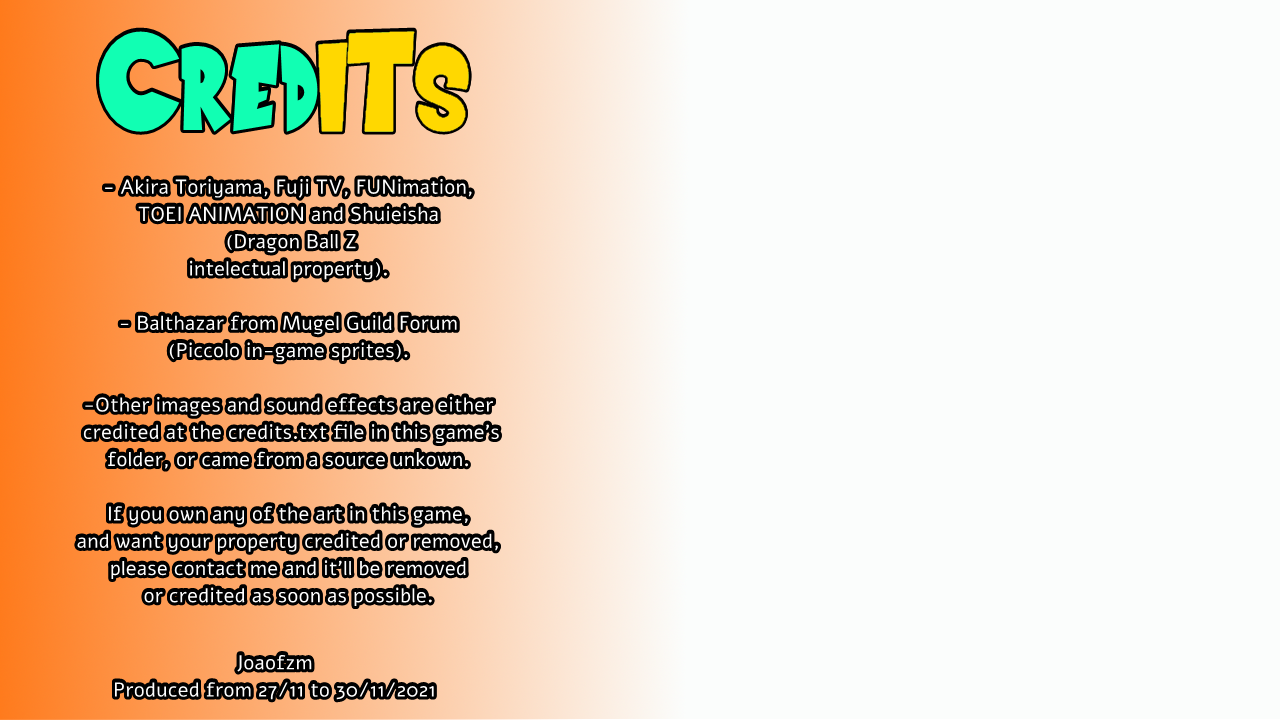 CREDITS
- Akira Toriyama, Fuji TV, FUNimation,
TOEI ANIMATION and Shuieisha
(Dragon Ball Z
intelectual property).
- Balthazar from Mugel Guild Forum
(Piccolo in-game sprites).
-Other images and sound effects are either
credited at the credits.txt file in this game's
folder, or came from a source unkown.
If you own any of the art in this game,
and want your property credited or removed,
please contact me and it'll be removed
or credited as soon as possible.
Joaofzm
Produced from 27/11 to 30/11/2021